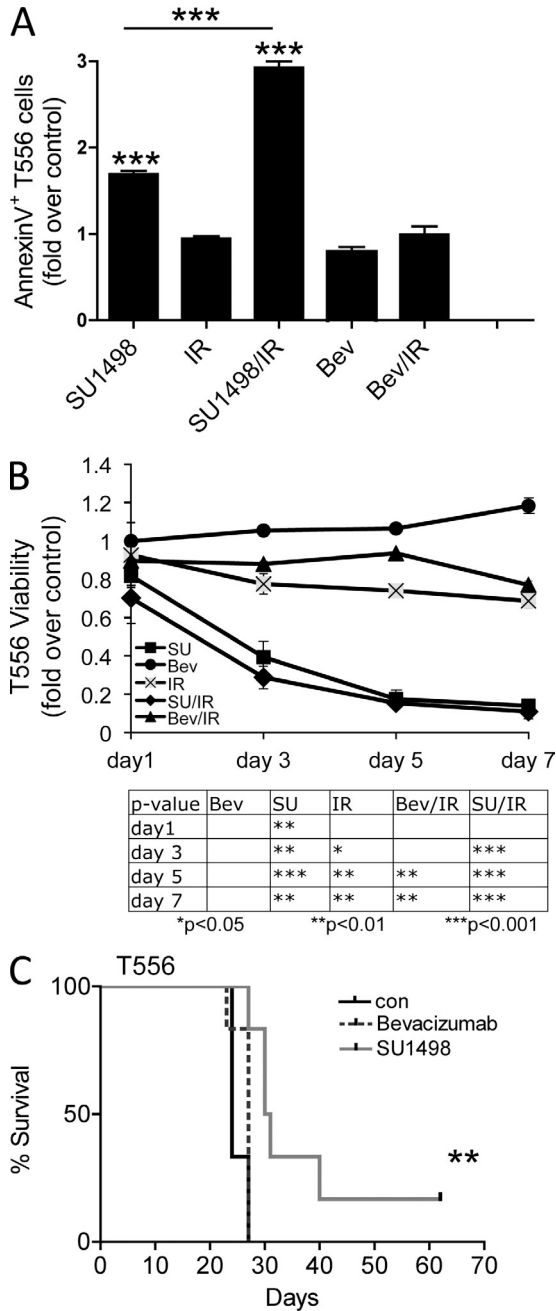 A
***
***
***
AnnexinV+ T556 cells
(fold over control)
3
2
1
0
SU1498
IR
SU1498/IR
Bev
Bev/IR
B
T556 Viability
(fold over control)
1.4
1.2
1
0.8
0.6
0.4
0.2
0
SU
Bev
IR
SU/IR
Bev/IR
day1 day 3 day 5 day 7
p-value Bev SU IR Bev/IR SU/IR
day1 **
day 3 ** * ***
day 5 *** ** ** ***
day 7 ** ** ** ***
*p<0.05 **p<0.01 ***p<0.001
C T556
% Survival
100
50
0
con
Bevacizumab
SU1498
**
0 10 20 30 40 50 60 70
Days